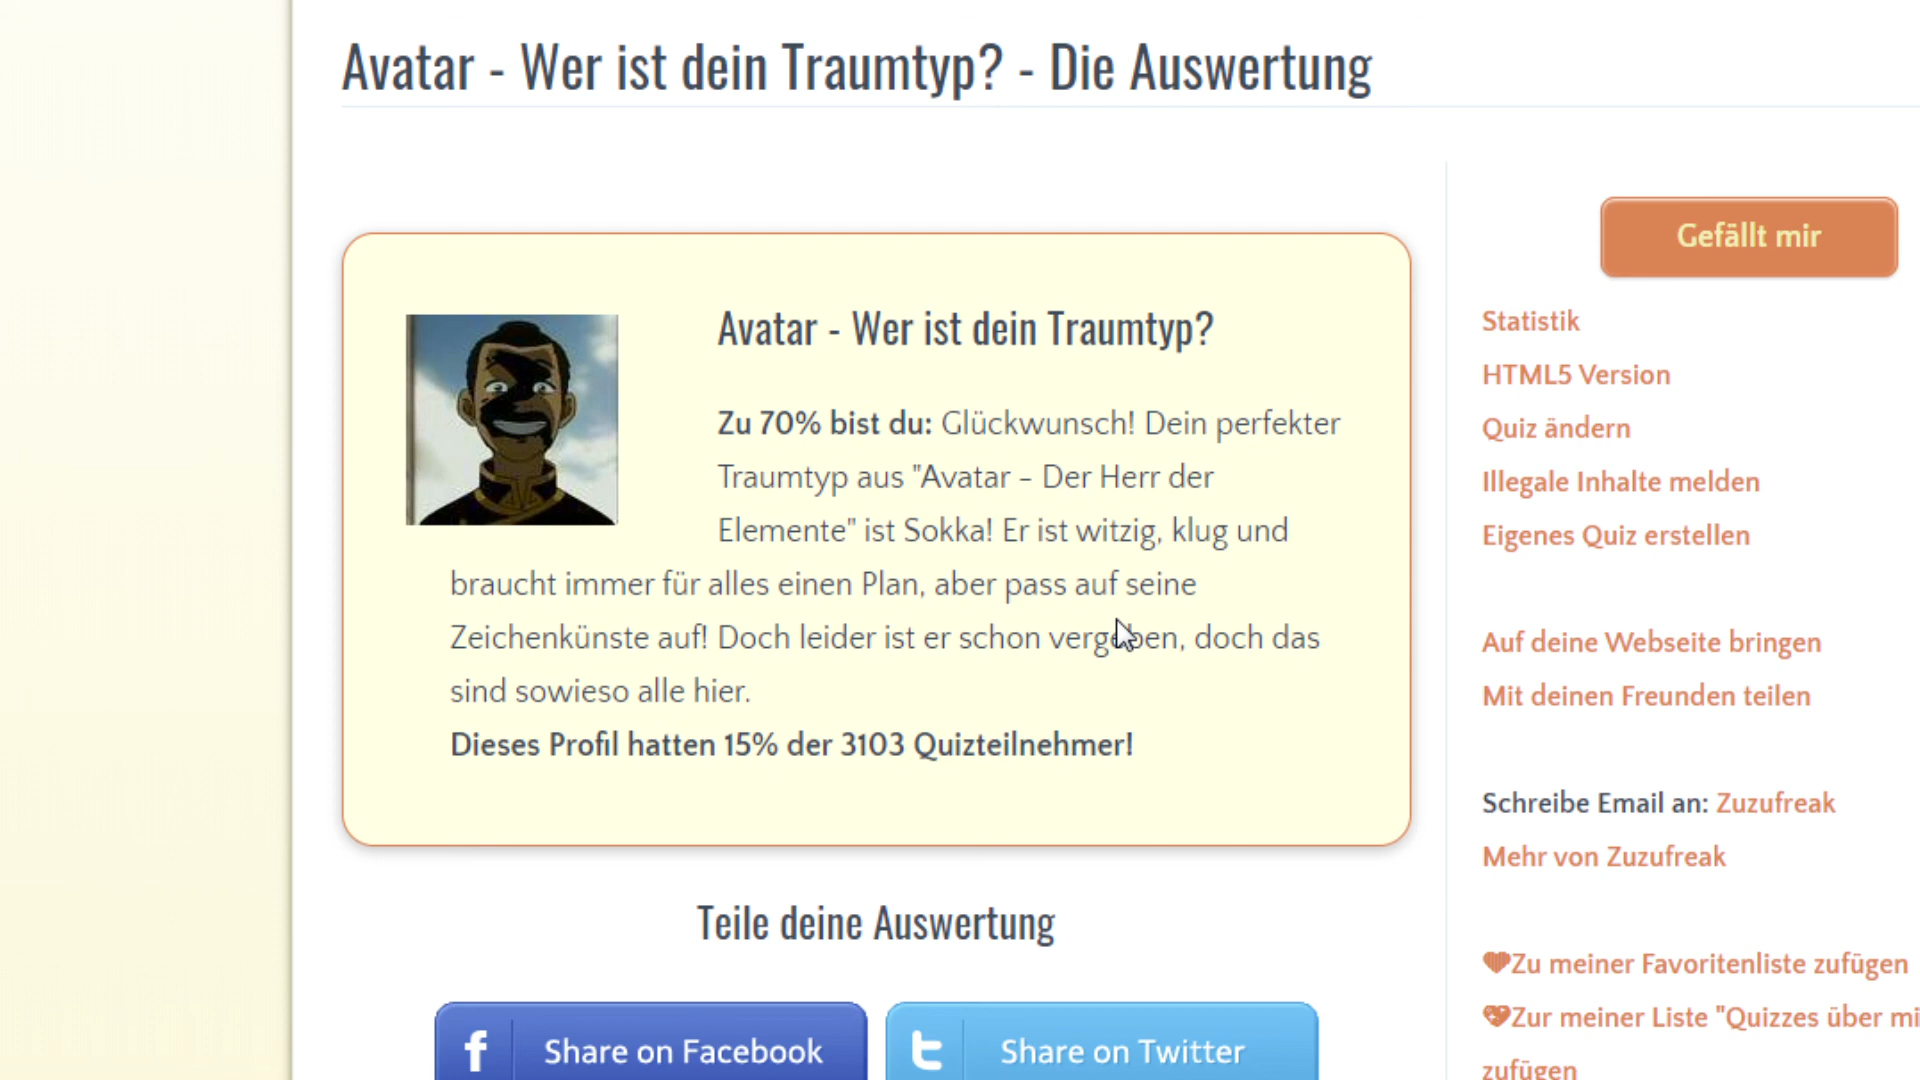 Avatar - Wer ist dein Traumtyp? - Die Auswertung
Avatar - Wer ist dein Traumtyp?
Zu 70% bist du: Glückwunsch! Dein perfekter
Traumtyp aus "Avatar – Der Herr der
Elemente" ist Sokka! Er ist witzig, klug und
braucht immer für alles einen Plan, aber pass auf seine
Zeichenkünste auf! Doch leider ist er schon vergeben, doch das
sind sowieso alle hier.
Dieses Profil hatten 15% der 3103 Quizteilnehmer!
Teile deine Auswertung
Share on Facebook
Share on Twitter
Gefällt mir
Statistik
HTML5 Version
Quiz ändern
Illegale Inhalte melden
Eigenes Quiz erstellen
Auf deine Webseite bringen
Mit deinen Freunden teilen
Schreibe Email an: Zuzufreak
Mehr von Zuzufreak
Zu meiner Favoritenliste zufügen
Zur meiner Liste "Quizzes über mi
zufügen